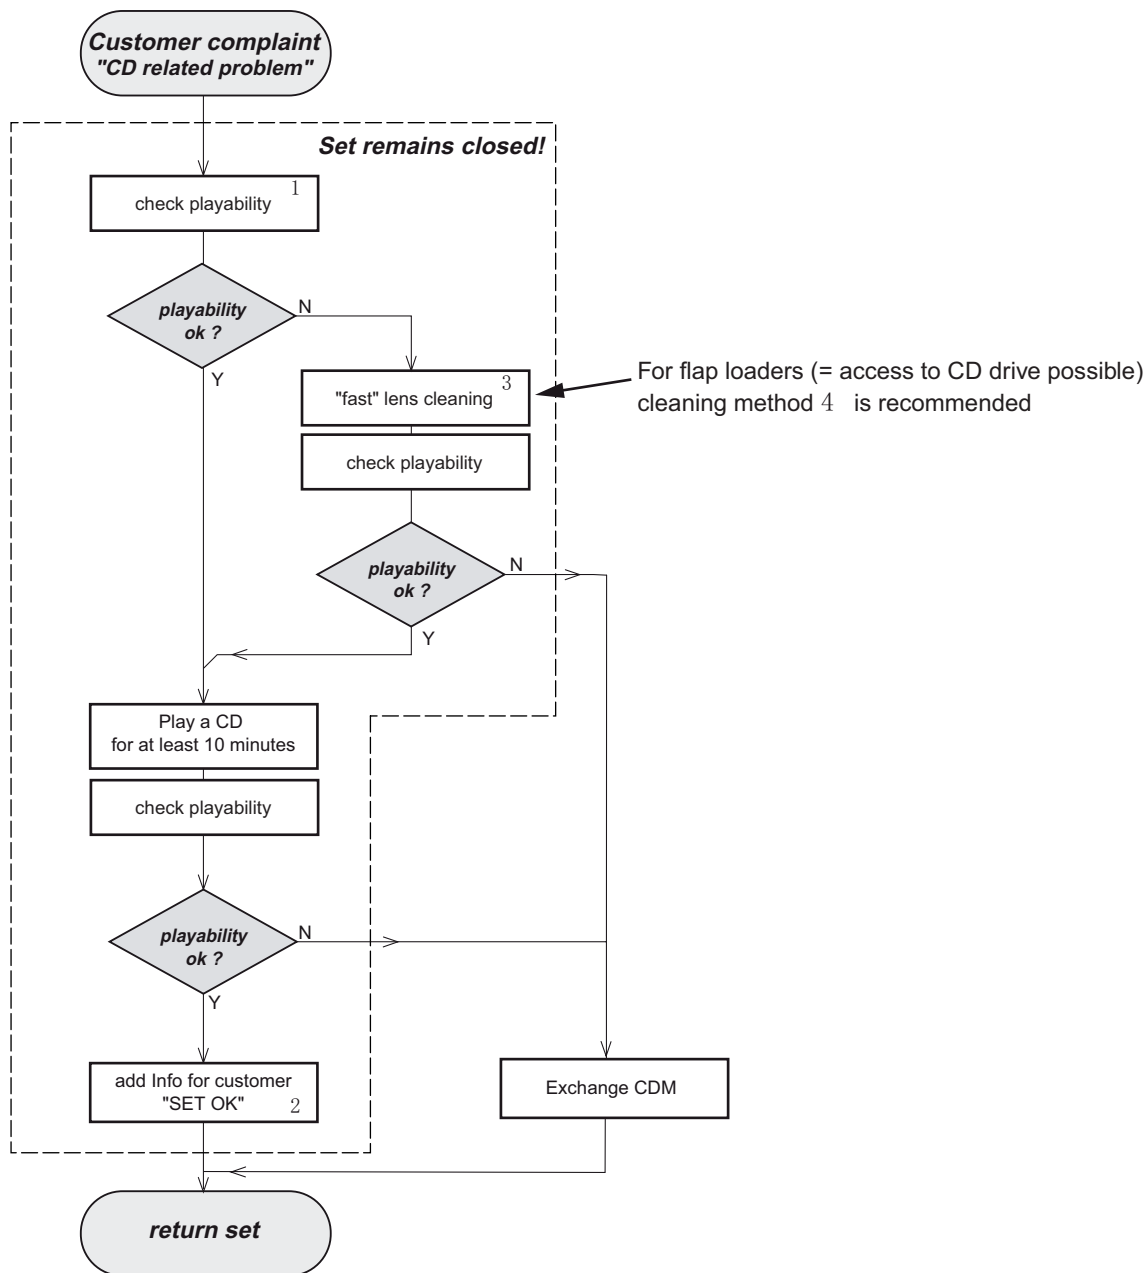 Customer complaint
"CD related problem"
Set remains closed!
1
check playability
playability
ok ?
N
Y
3
"fast" lens cleaning
For flap loaders (= access to CD drive possible)
cleaning method 4 is recommended
check playability
playability
ok ?
N
Y
Play a CD
for at least 10 minutes
check playability
playability
ok ?
N
Y
add Info for customer
"SET OK" 2
Exchange CDM
return set